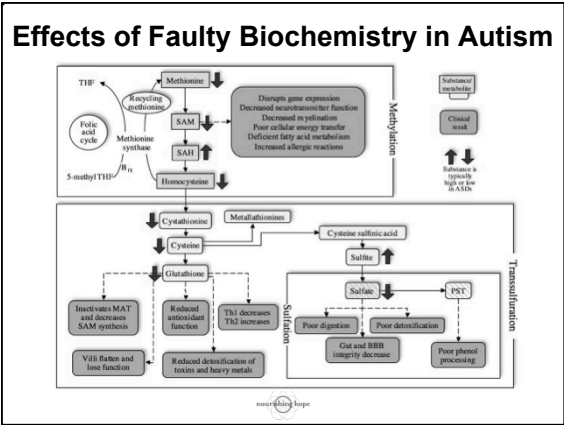 Effects of Faulty Biochemistry in Autism
THF
Recycling
methionine
Folic
acid
cycle
Methionine
synthase
B₁₂
5-methyl THF
Methionine
SAM
SAH
Homocysteine
Disrupts gene expression
Decreased neurotransmitter function
Decreased myelination
Poor cellular energy transfer
Deficient fatty acid metabolism
Increased allergic reactions
Methylation
Substance/
metabolite
Clinical
result
Substance is
typically
high or low
in ASDs
Cystathionine
Cysteine
Glutathione
Metallathionines
Cysteine sulfinic acid
Sulfite
Sulfate
PST
Transsulfuration
Sulfation
Inactivates MAT
and decreases
SAM synthesis
Reduced
antioxidant
function
Th1 decreases
Th2 increases
Villi flatten and
lose function
Reduced detoxification of
toxins and heavy metals
Poor digestion
Poor detoxification
Gut and BBB
integrity decrease
Poor phenol
processing
nourishing hope